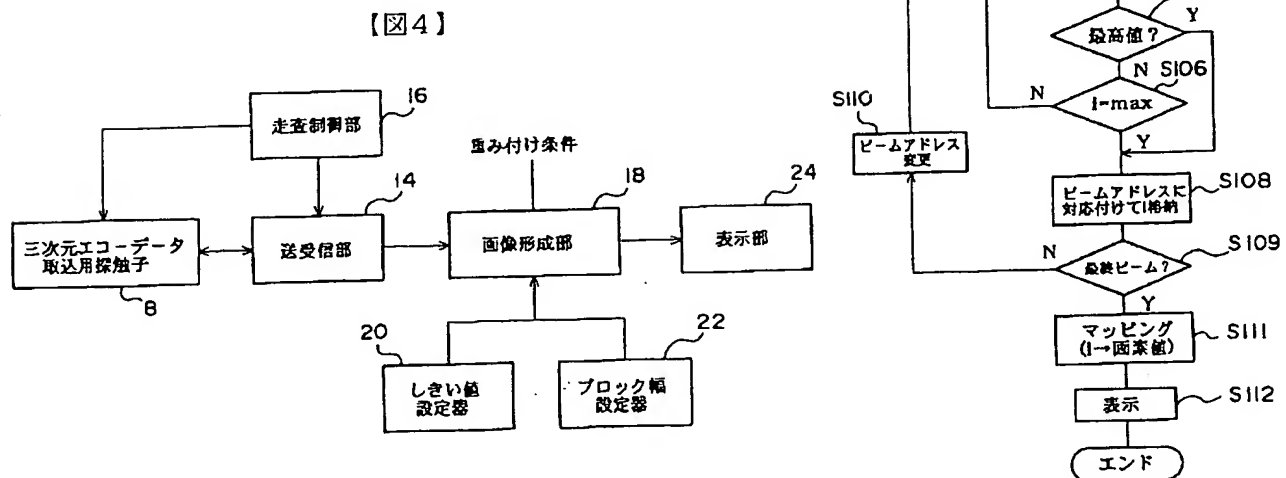 【図4】
16
走査制御部
重み付け条件
14
18
24
三次元エコーデータ
取込用探触子
送受信部
画像形成部
表示部
8
20
22
しきい値
設定器
ブロック幅
設定器
最高値?
Y
N
S106
N
I-max
Y
S110
ビームアドレス
変更
ビームアドレスに
対応付けてI格納
S108
N
最終ビーム?
S109
Y
マッピング
(I→画素値)
S111
表示
S112
エンド